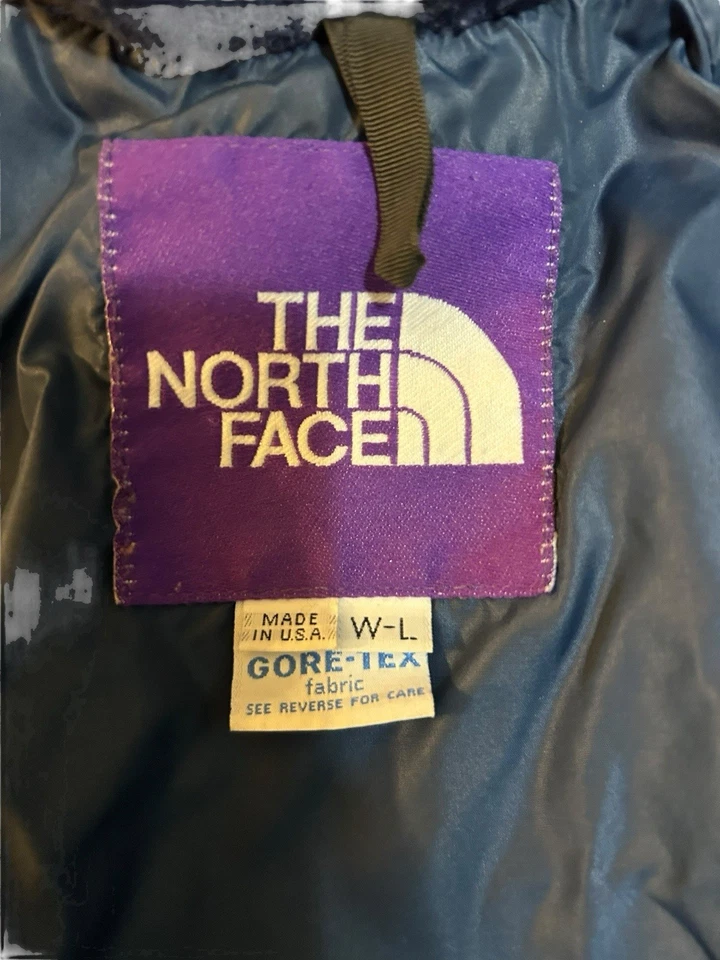 THE
NORTH
FACE
MADE
IN U.S.A.
W-L
GORE-TEX
fabric
SEE REVERSE FOR CARE